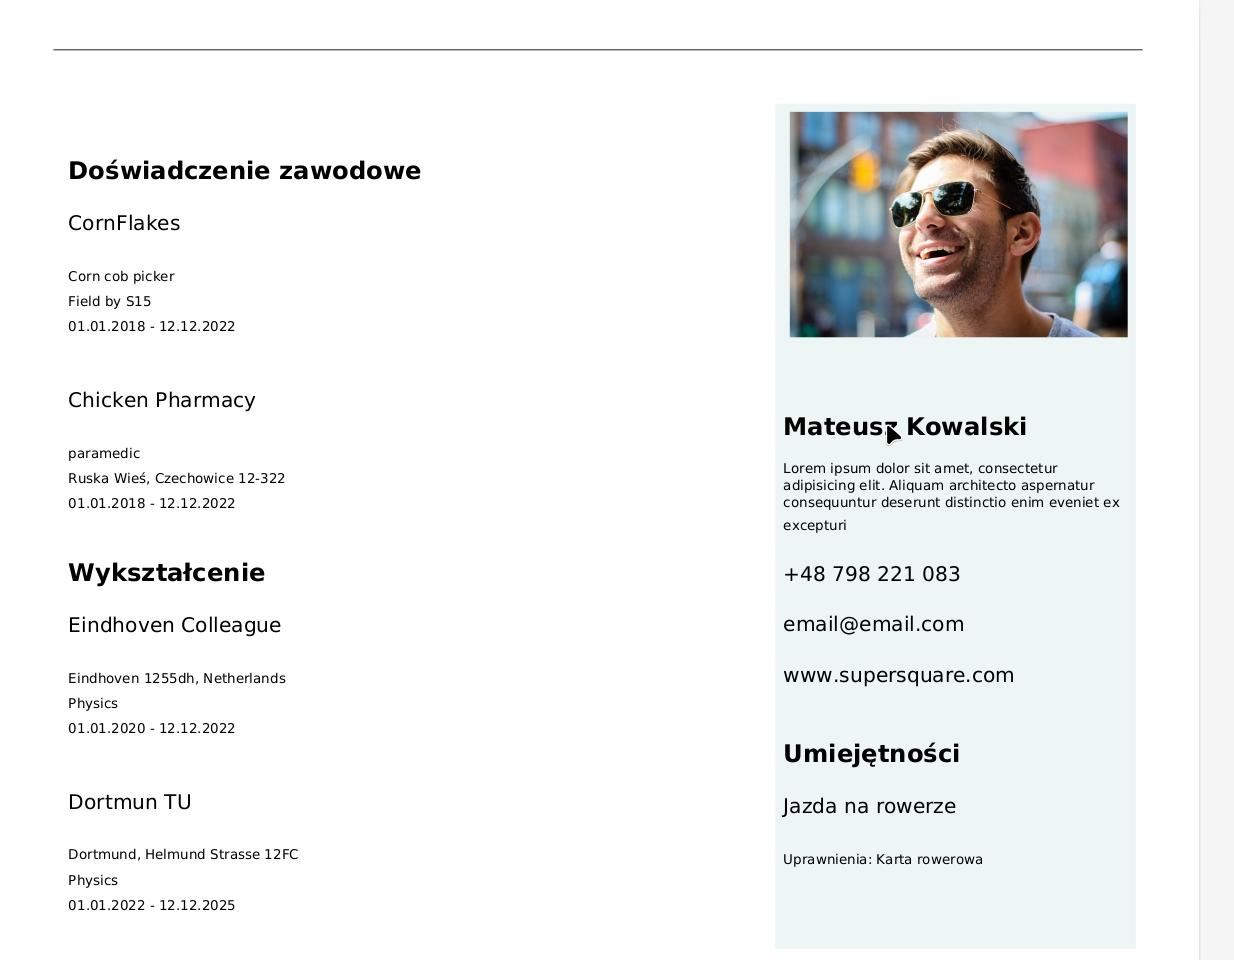 Doświadczenie zawodowe
CornFlakes
Corn cob picker
Field by S15
01.01.2018 - 12.12.2022
Chicken Pharmacy
paramedic
Ruska Wieś, Czechowice 12-322
01.01.2018 - 12.12.2022
Wykształcenie
Eindhoven Colleague
Eindhoven 1255dh, Netherlands
Physics
01.01.2020 - 12.12.2022
Dortmun TU
Dortmund, Helmund Strasse 12FC
Physics
01.01.2022 - 12.12.2025
Mateusz Kowalski
Lorem ipsum dolor sit amet, consectetur
adipisicing elit. Aliquam architecto aspernatur
consequuntur deserunt distinctio enim eveniet ex
excepturi
+48 798 221 083
email@email.com
www.supersquare.com
Umiejętności
Jazda na rowerze
Uprawnienia: Karta rowerowa